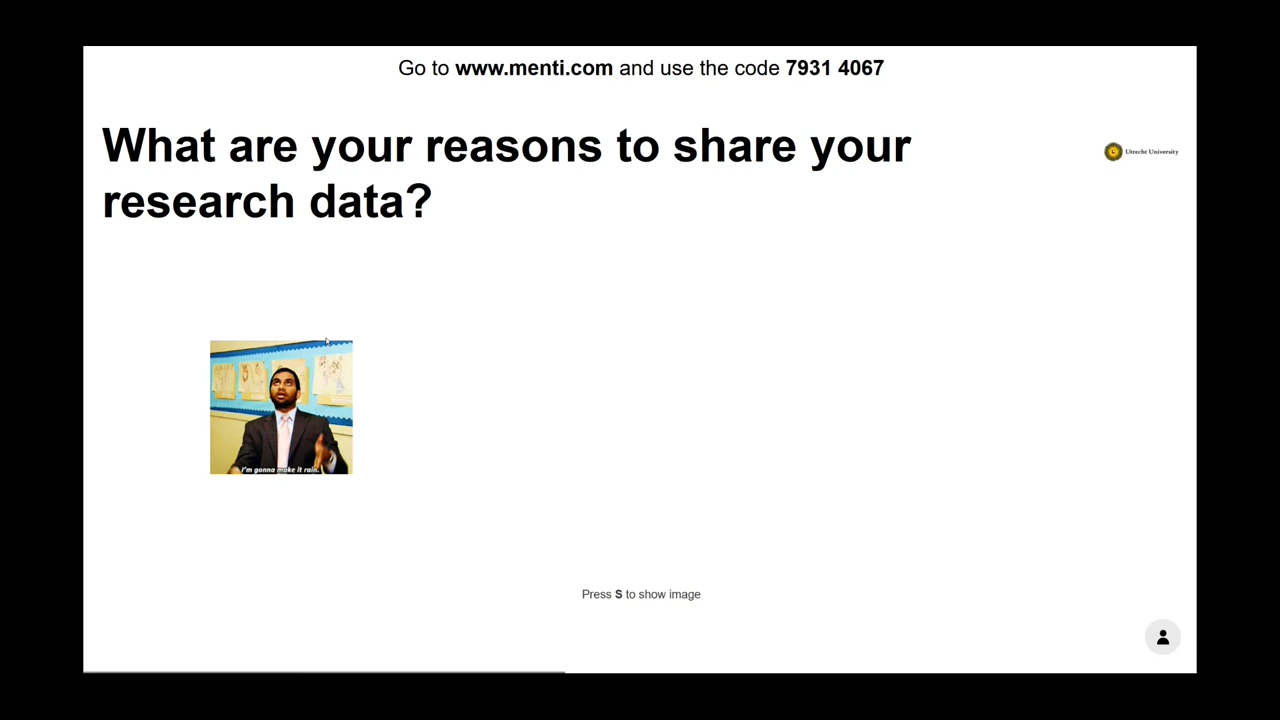 Go to www.menti.com and use the code 7931 4067
What are your reasons to share your
research data?
Utrecht University
I'm gonna make it rain.
Press S to show image